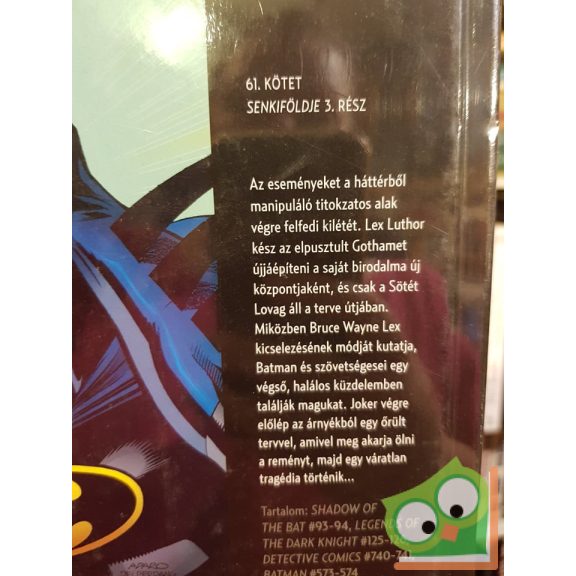 61. KÖTET
SENKIFÖLDJE 3. RÉSZ
Az eseményeket a háttérből
manipuláló titokzatos alak
végre felfedi kilétét. Lex Luthor
kész az elpusztult Gothamet
újjáépíteni a saját birodalma új
központjaként, és csak a Sötét
Lovag áll a terve útjában.
Miközben Bruce Wayne Lex
kicselezésének módját kutatja,
Batman és szövetségesei egy
végső, halálos küzdelemben
találják magukat. Joker végre
előlép az árnyékból egy őrült
tervvel, amivel meg akarja ölni
a reményt, majd egy váratlan
tragédia történik...
Tartalom: SHADOW OF
THE BAT #93-94, LEGENDS OF
THE DARK KNIGHT #125-
DETECTIVE COMICS #740-741,
BATMAN #573-574
APARO